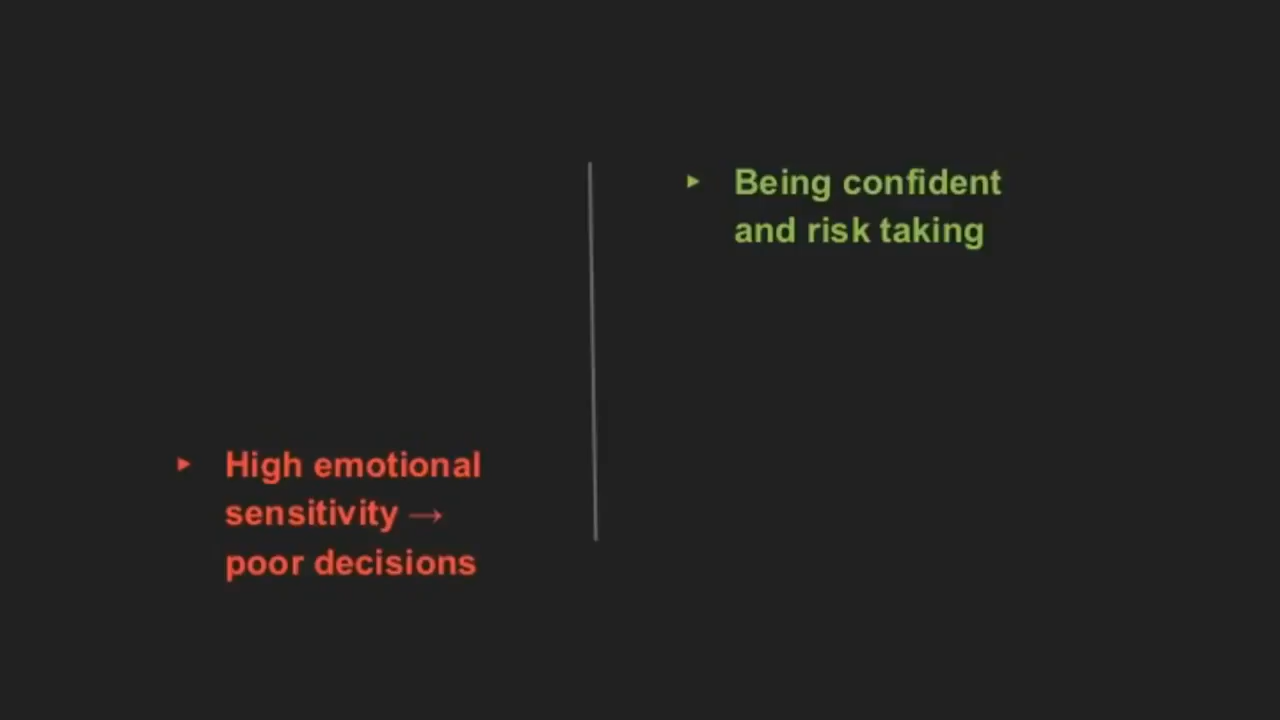 Being confident
and risk taking
High emotional
sensitivity →
poor decisions